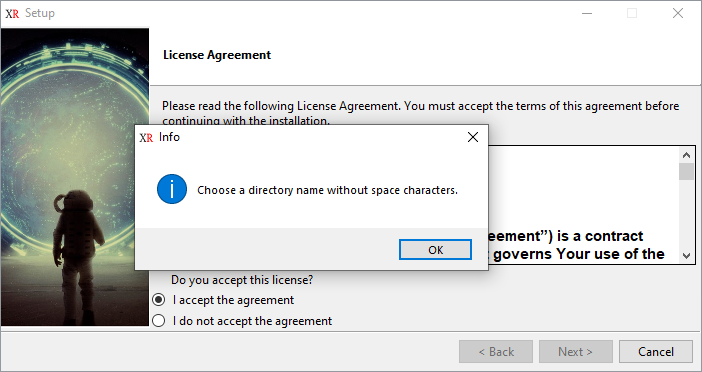 XR Setup
License Agreement
Please read the following License Agreement. You must accept the terms of this agreement before
continuing with the installation.
XR Info
Choose a directory name without space characters.
OK
eement”) is a contract
governs Your use of the
Do you accept this license?
I accept the agreement
I do not accept the agreement
< Back Next > Cancel